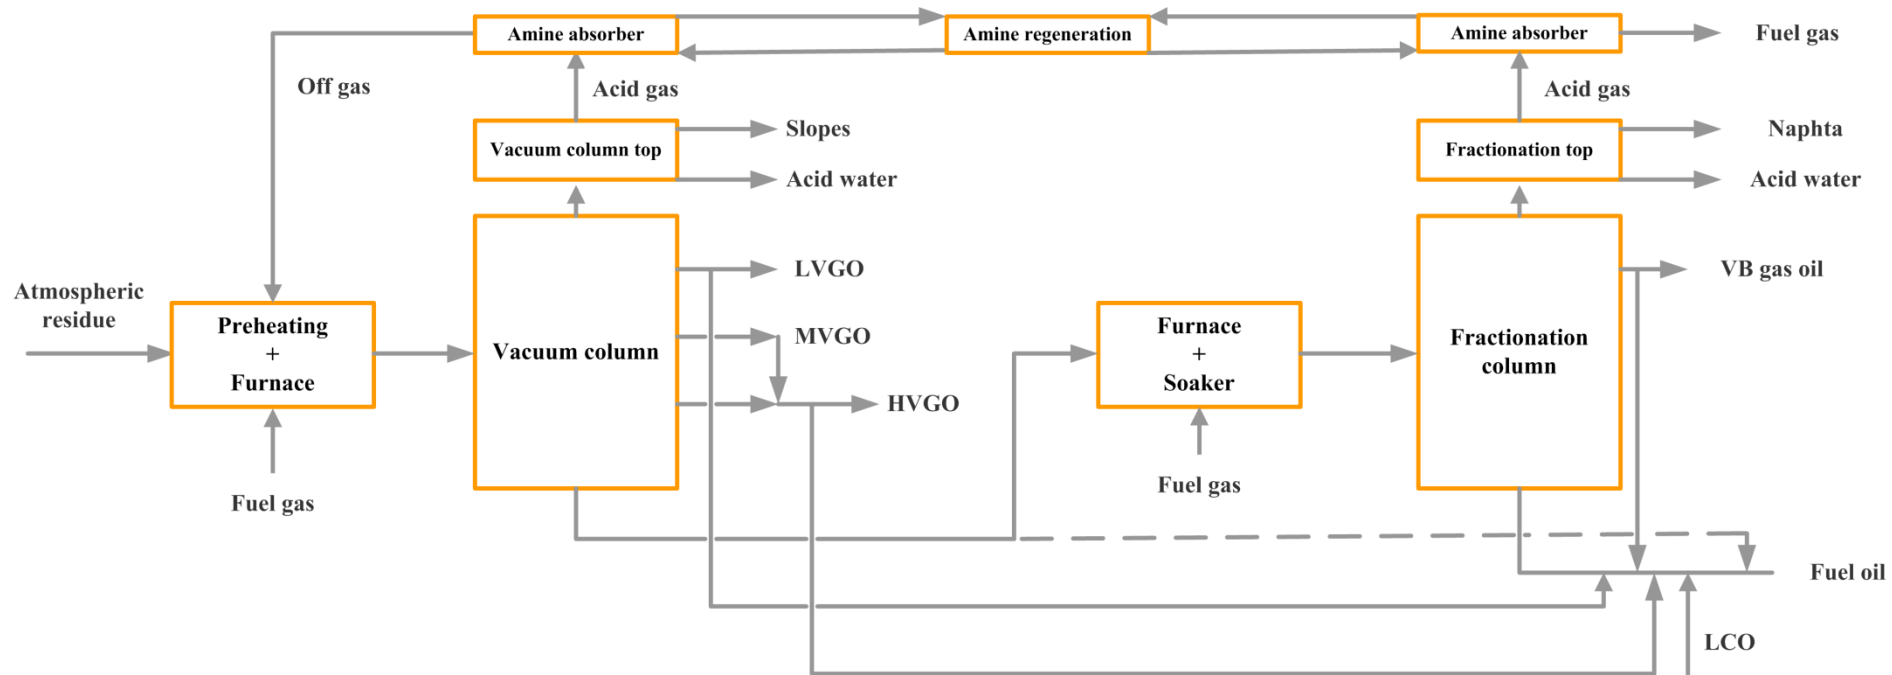 Amine absorber
Amine regeneration
Amine absorber
Fuel gas
Off gas
Acid gas
Acid gas
Slopes
Naphta
Vacuum column top
Fractionation top
Acid water
Acid water
LVGO
VB gas oil
Atmospheric
residue
Preheating
+
Furnace
MVGO
Vacuum column
Furnace
+
Soaker
Fractionation
column
HVGO
Fuel gas
Fuel gas
Fuel oil
LCO